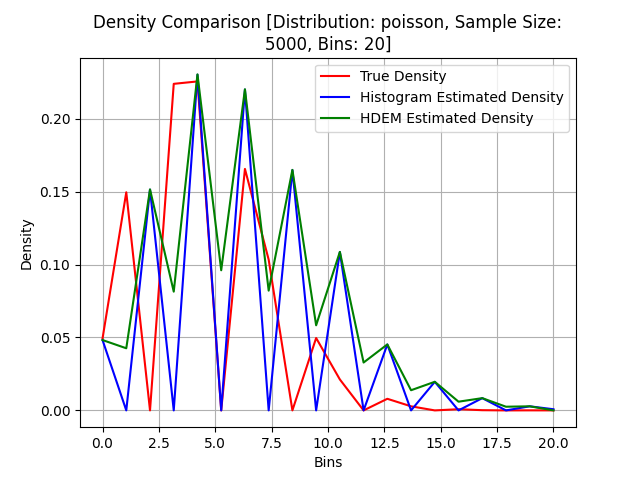 Density Comparison [Distribution: poisson, Sample Size:
5000, Bins: 20]
True Density
Histogram Estimated Density
HDEM Estimated Density
Density
0.20
0.15
0.10
0.05
0.00
0.0 2.5 5.0 7.5 10.0 12.5 15.0 17.5 20.0
Bins